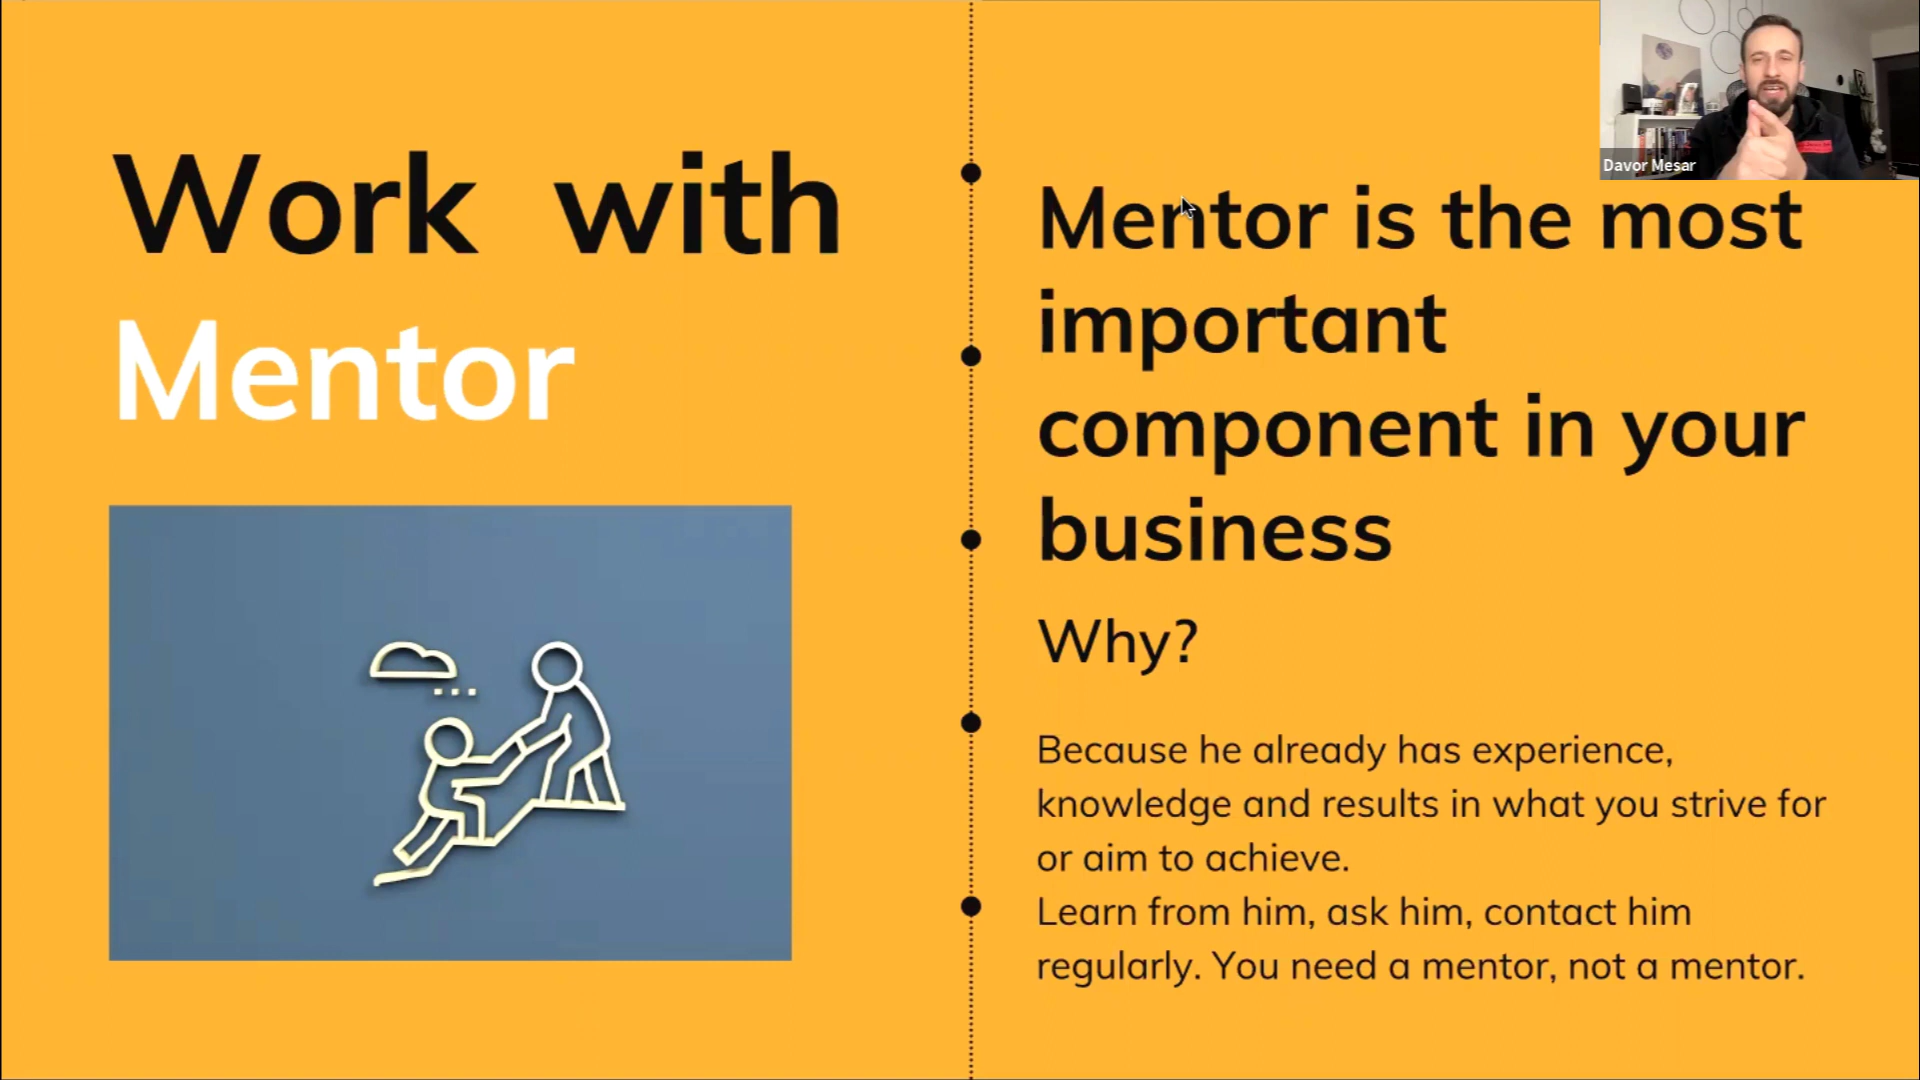 Work with
Mentor
Mentor is the most
important
component in your
business
Why?
Because he already has experience,
knowledge and results in what you strive for
or aim to achieve.
Learn from him, ask him, contact him
regularly. You need a mentor, not a mentor.
Davor Mesar